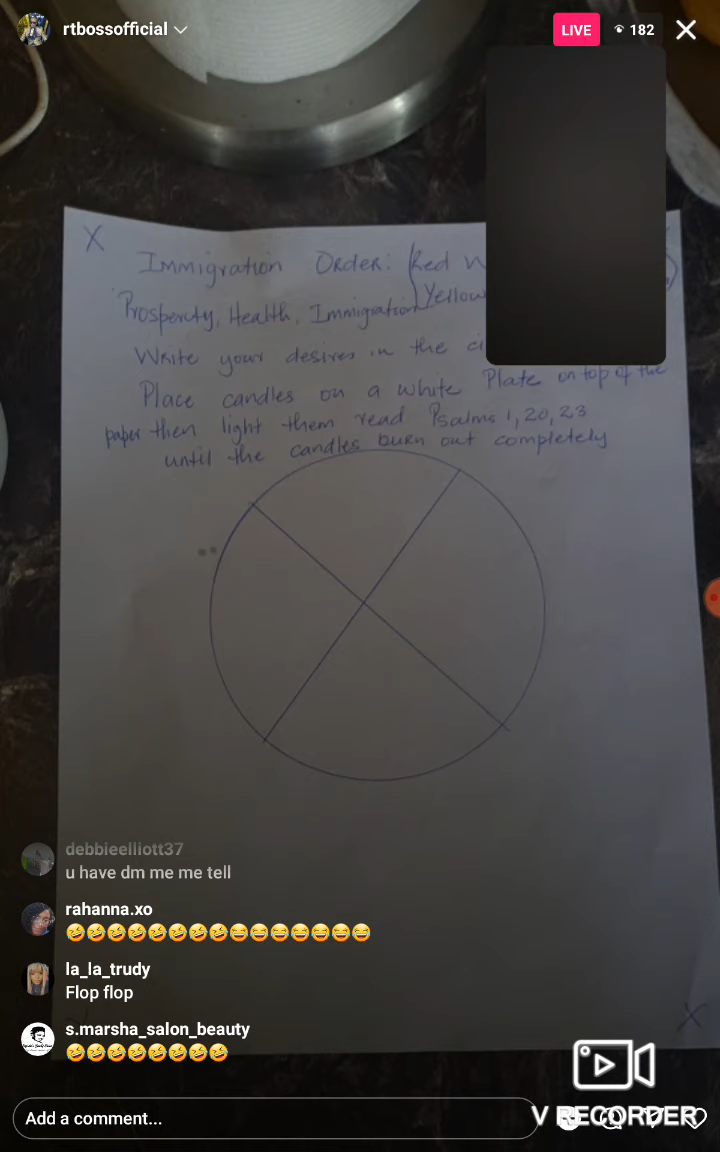 rtbossofficial
LIVE
182
X
Immigration Order: (Red
Prosperity, Health, Immigration Yellow
Write your desires in the
Place candles on a white Plate on top of the
paper then light them read Psalms 1, 20, 23
until the candles burn out completely
debbieelliott37
u have dm me me tell
rahanna.xo
🤣🤣🤣🤣🤣🤣🤣🤣😂😂😂😂😂😂😂
la_la_trudy
Flop flop
s.marsha_salon_beauty
🤣🤣🤣🤣🤣🤣🤣🤣
X
Add a comment...
V RECORDER